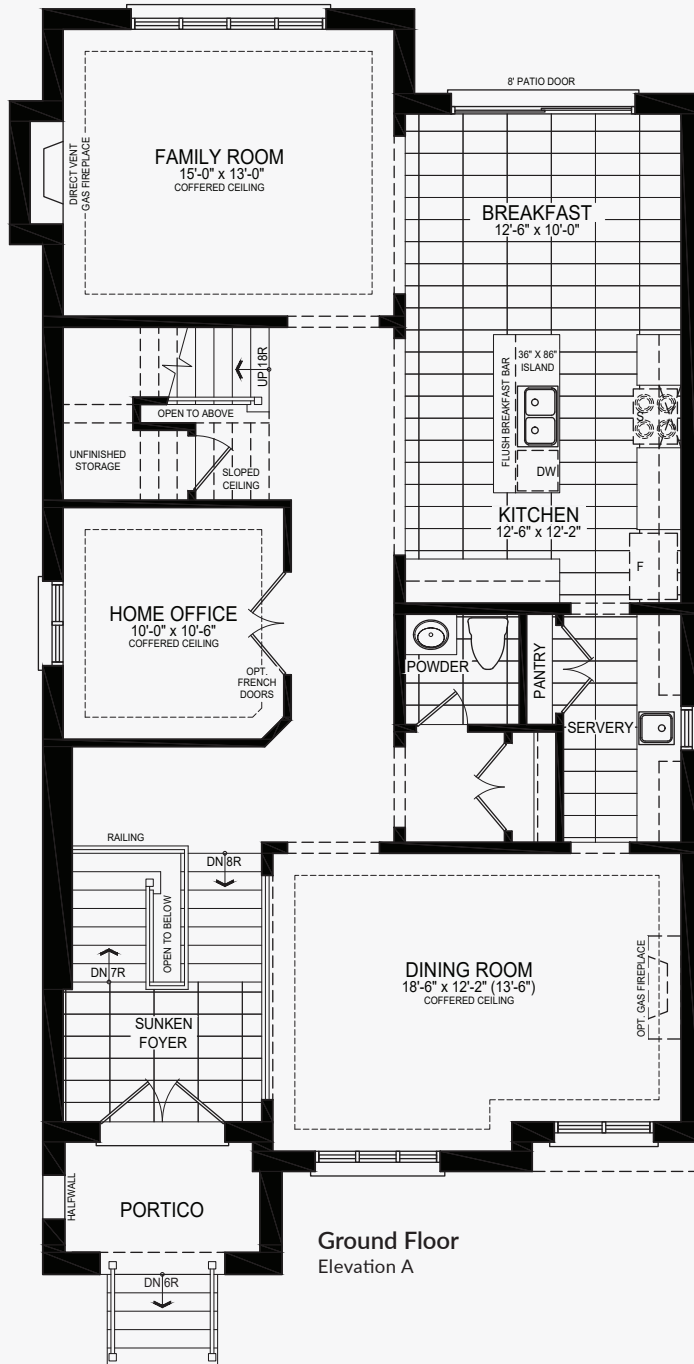 8' PATIO DOOR
FAMILY ROOM
15'-0" x 13'-0"
COFFERED CEILING
DIRECT VENT
GAS FIREPLACE
BREAKFAST
12'-6" x 10'-0"
36" X 86"
ISLAND
FLUSH BREAKFAST BAR
DW
S
UP 18R
OPEN TO ABOVE
UNFINISHED
STORAGE
SLOPED
CEILING
KITCHEN
12'-6" x 12'-2"
F
HOME OFFICE
10'-0" x 10'-6"
COFFERED CEILING
OPT.
FRENCH
DOORS
POWDER
PANTRY
SERVERY
RAILING
DN 8R
OPEN TO BELOW
DN 7R
SUNKEN
FOYER
DINING ROOM
18'-6" x 12'-2" (13'-6")
COFFERED CEILING
OPT. GAS FIREPLACE
HALFWALL
PORTICO
DN 6R
Ground Floor
Elevation A